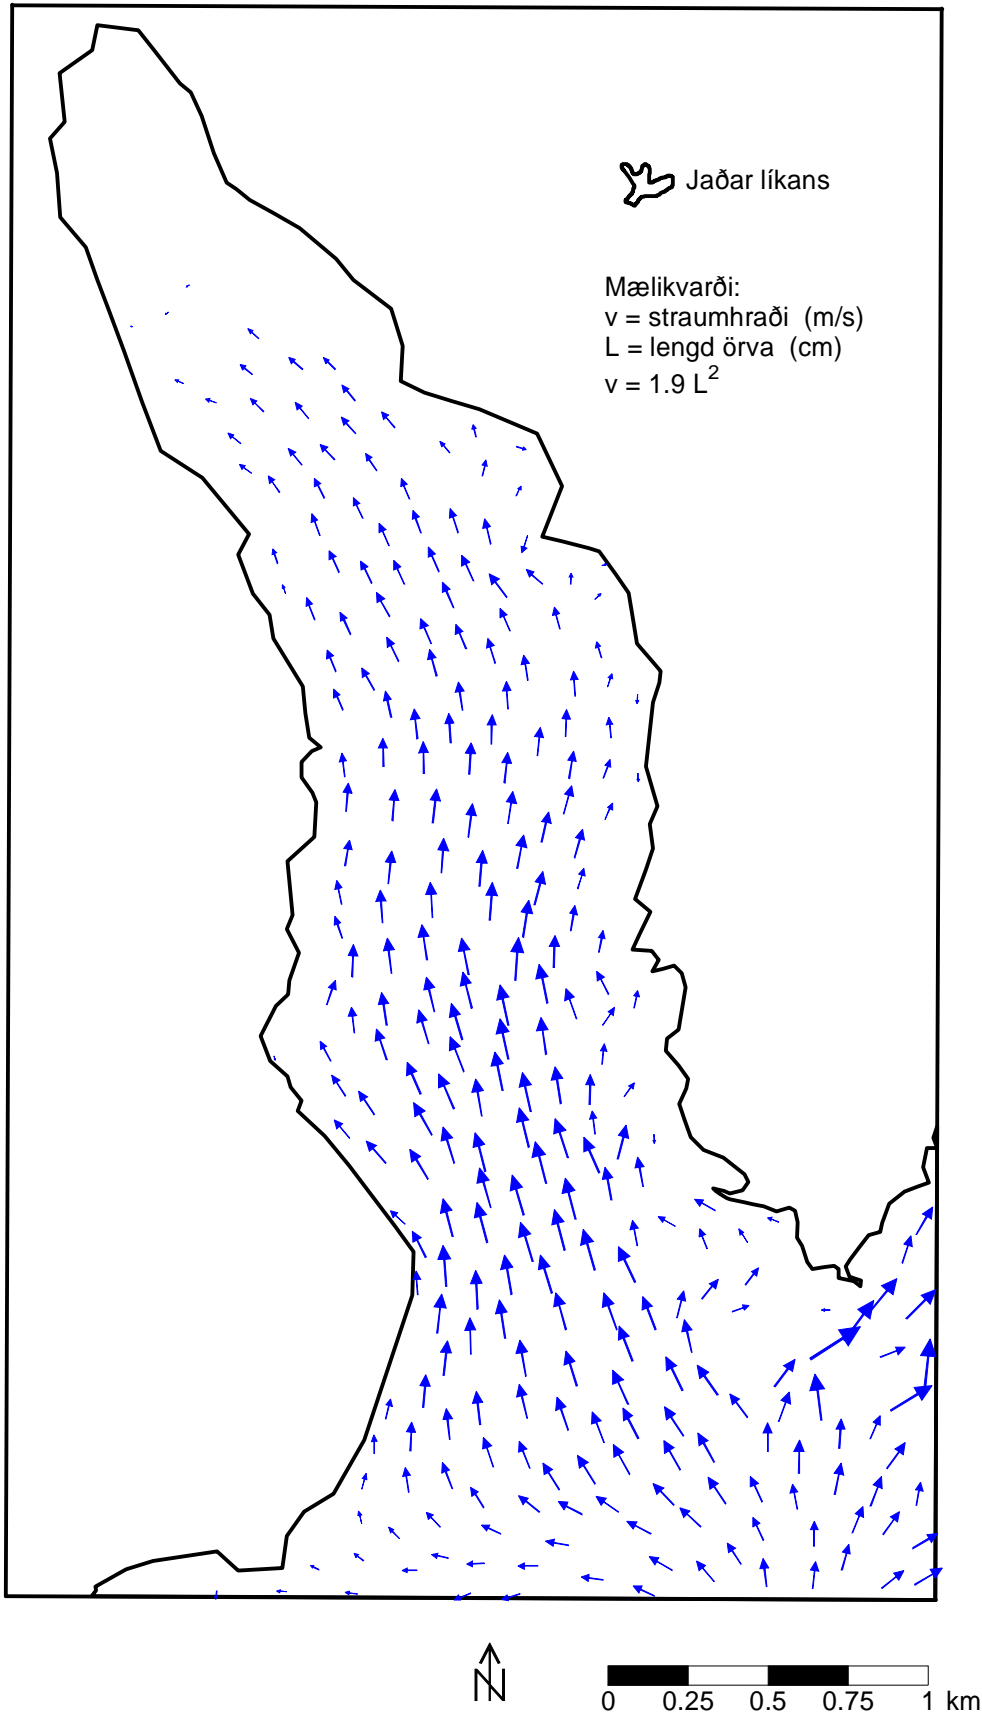 Jaðar líkans
Mælikvarði:
v = straumhraði (m/s)
L = lengd örva (cm)
v = 1.9 L²
N
0 0.25 0.5 0.75 1 km